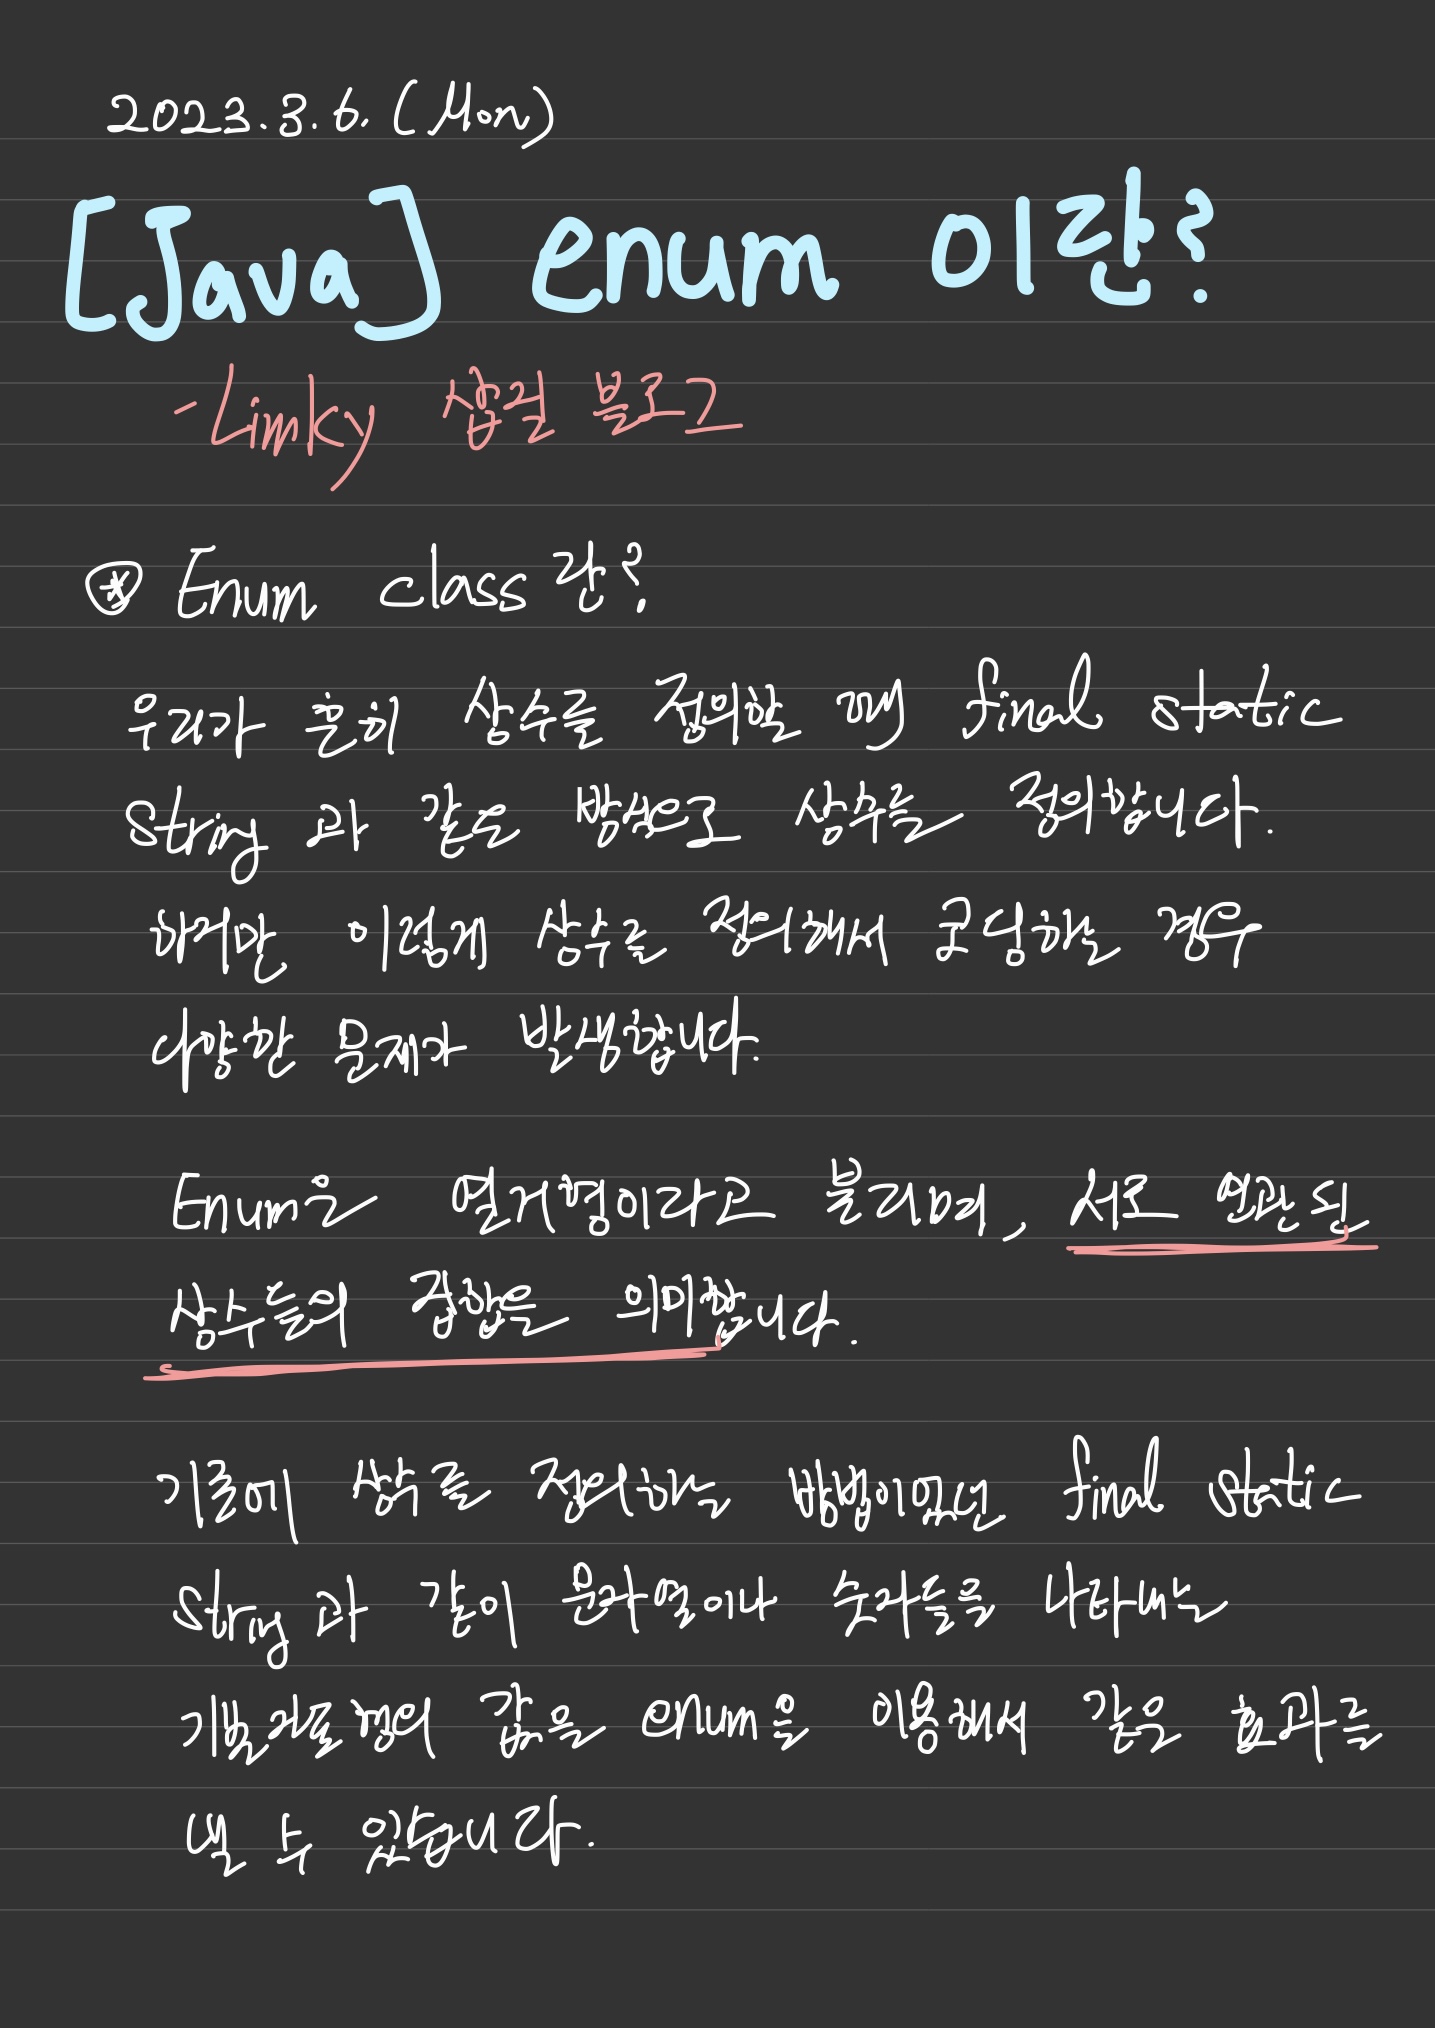 2023.3.6. (Mon)
[Java] enum 이란?
- Limky 삽질 블로그
* Enum class란?
우리가 흔히 상수를 정의할 때 final static
String 과 같은 방식으로 상수를 정의합니다.
하지만 이렇게 상수를 정의해서 코딩하는 경우
다양한 문제가 발생합니다.
Enum은 열거형이라고 불리며, 서로 연관된
상수들의 집합을 의미합니다.
기존에 상수를 정의하는 방법이었던 final static
String 과 같이 문자열이나 숫자들을 나타내는
기본자료형의 값을 enum을 이용해서 같은 효과를
낼 수 있습니다.